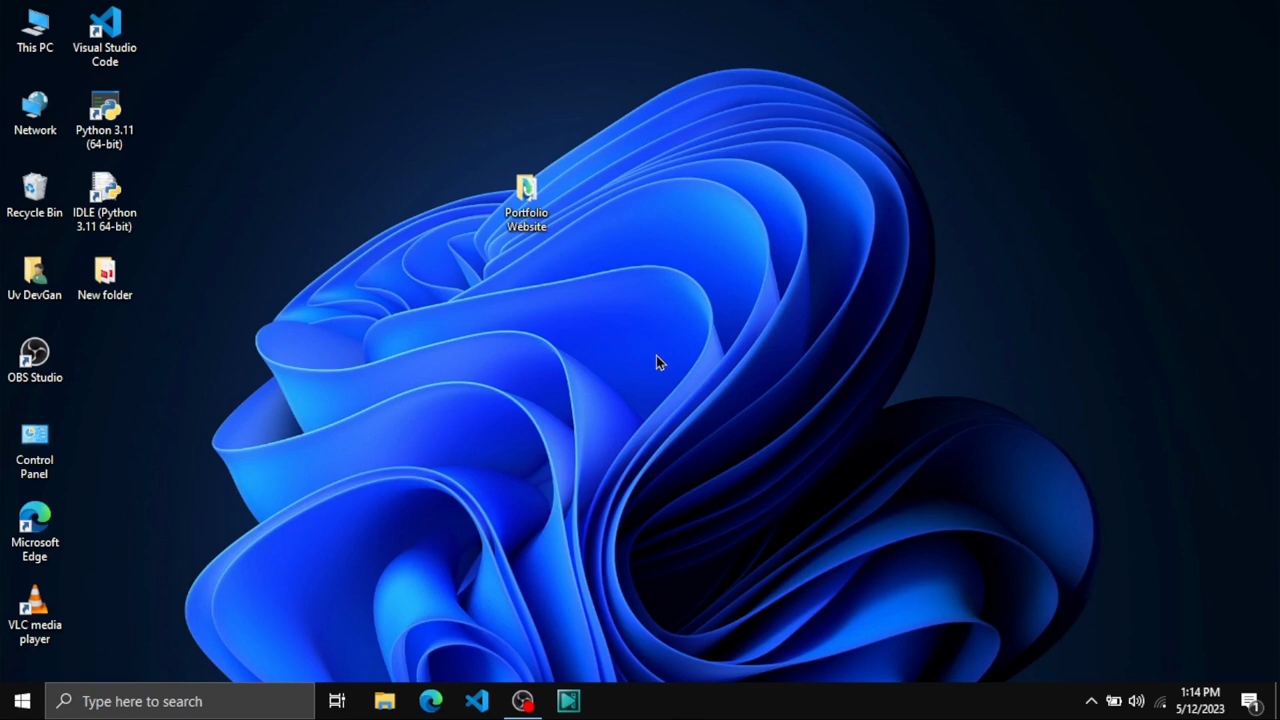 This PC
Visual Studio
Code
Network
Python 3.11
(64-bit)
Recycle Bin
IDLE (Python
3.11 64-bit)
Portfolio
Website
Uv DevGan
New folder
OBS Studio
Control
Panel
Microsoft
Edge
VLC media
player
Type here to search
1:14 PM
5/12/2023
1